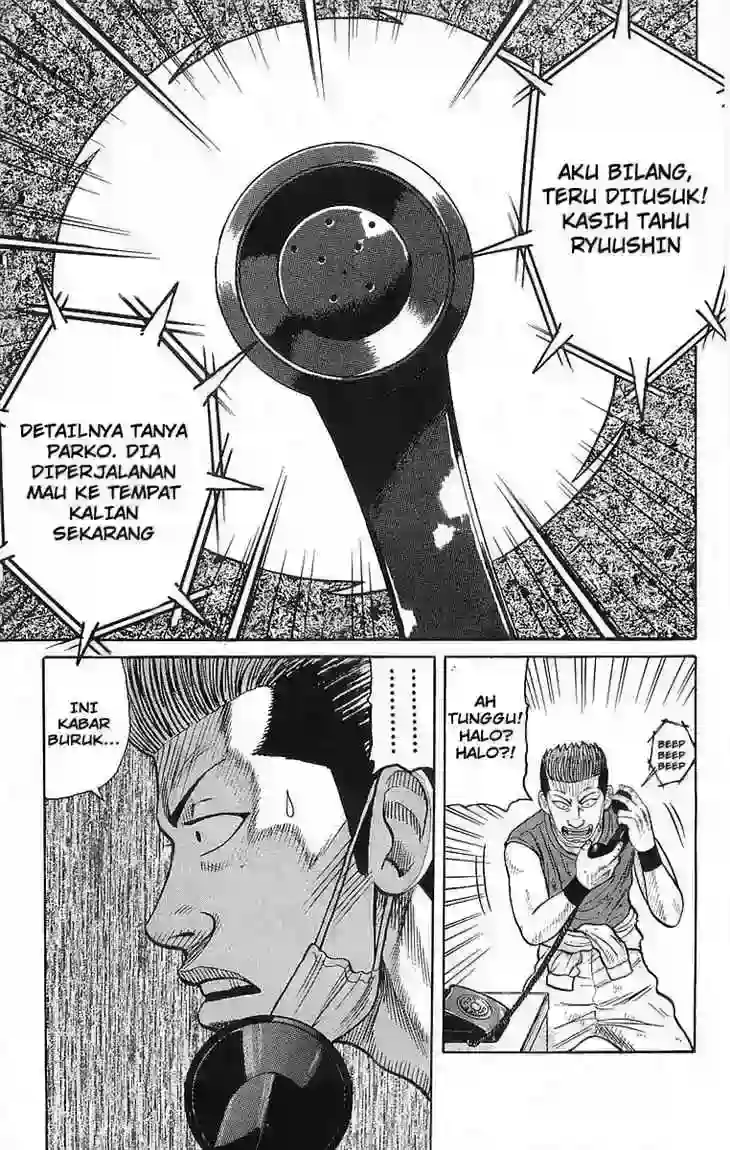 AKU BILANG,
TERU DITUSUK!
KASIH TAHU
RYUUSHIN
DETAILNYA TANYA
PARKO. DIA
DIPERJALANAN
MAU KE TEMPAT
KALIAN
SEKARANG
AH
TUNGGU!
HALO?
HALO?!
BEEP
BEEP
BEEP
INI
KABAR
BURUK...